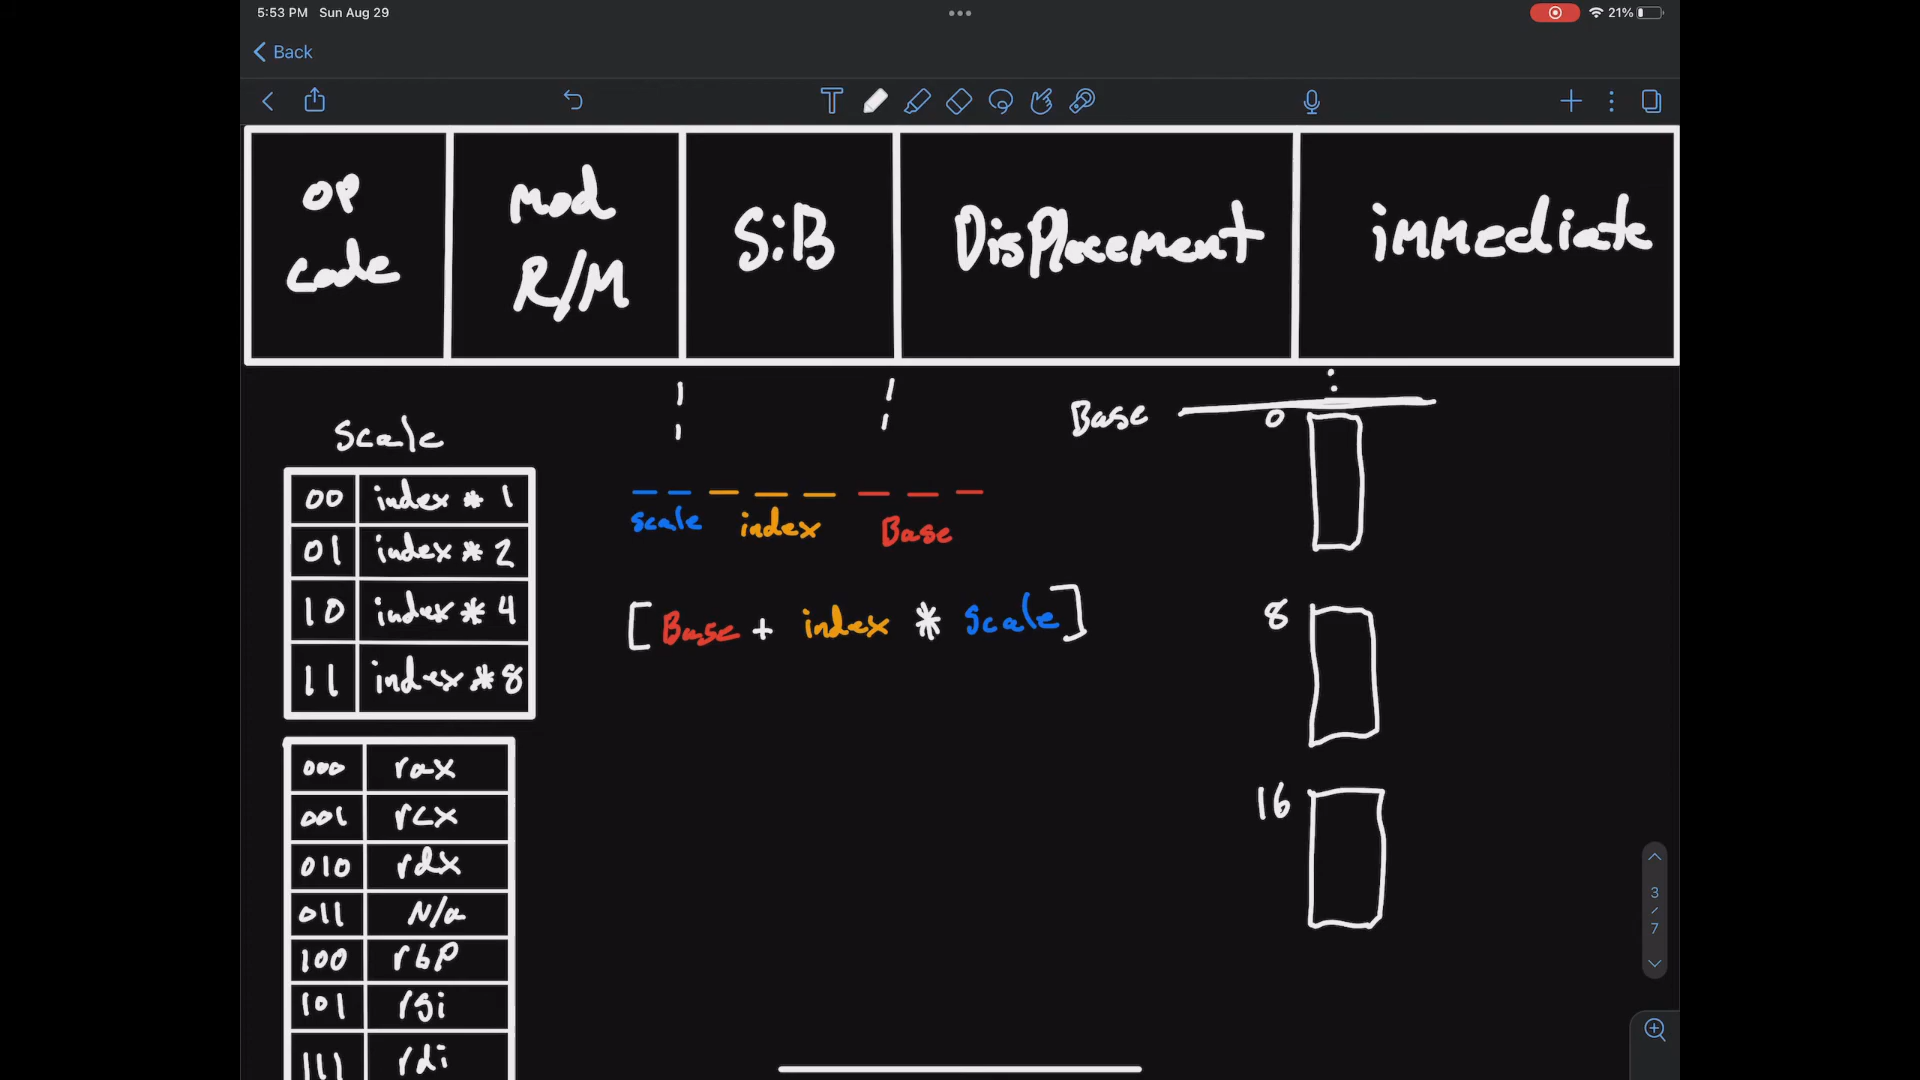 5:53 PM Sun Aug 29
21%
Back
OP code
Mod R/M
SiB
Displacement
immediate
Scale
00 index * 1
01 index * 2
10 index * 4
11 index * 8
000 rax
001 rcx
010 rdx
011 N/a
100 rbp
101 rsi
111 rdi
scale index Base
[Base + index * Scale]
Base
0
8
16
3 / 7